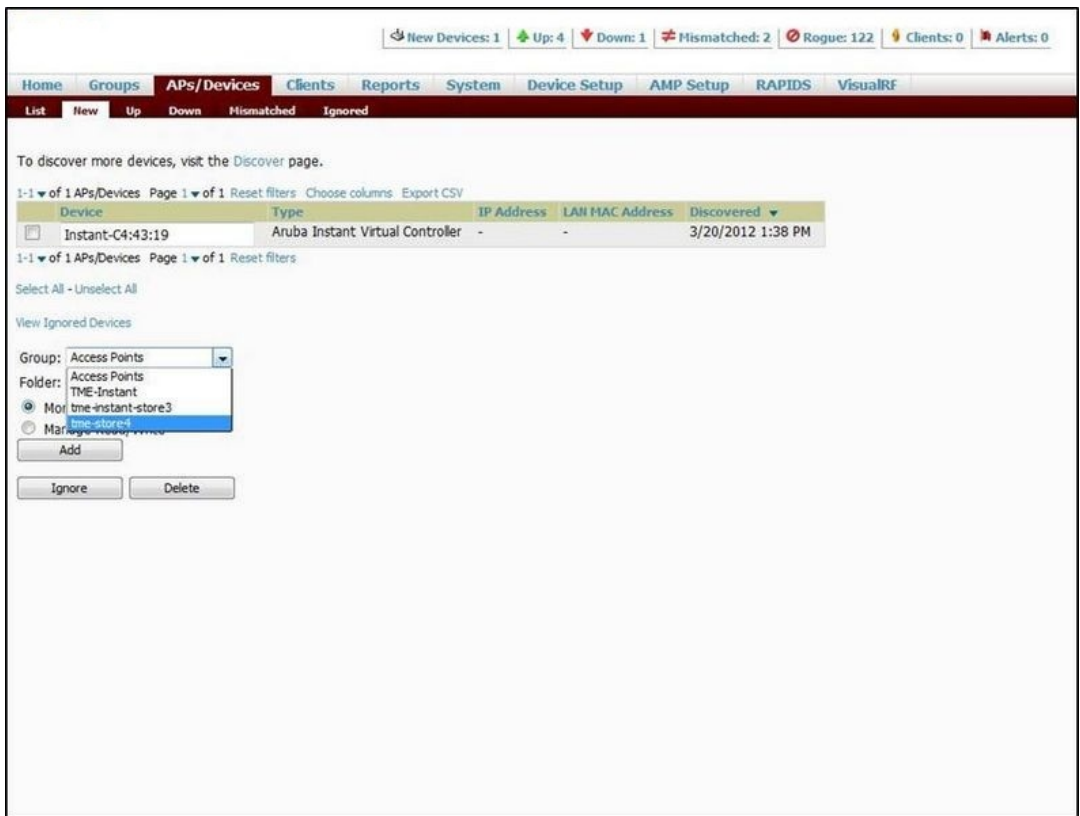 New Devices: 1 Up: 4 Down: 1 Mismatched: 2 Rogue: 122 Clients: 0 Alerts: 0
Home Groups APs/Devices Clients Reports System Device Setup AMP Setup RAPIDS VisualRF
List New Up Down Mismatched Ignored
To discover more devices, visit the Discover page.
1-1 of 1 APs/Devices Page 1 of 1 Reset filters Choose columns Export CSV
Device Type IP Address LAN MAC Address Discovered
Instant-C4:43:19 Aruba Instant Virtual Controller - - 3/20/2012 1:38 PM
1-1 of 1 APs/Devices Page 1 of 1 Reset filters
Select All - Unselect All
View Ignored Devices
Group: Access Points
Folder: Access Points
TME-Instant
Mo tme-instant-store3
Ma tme-store4
Add
Ignore Delete